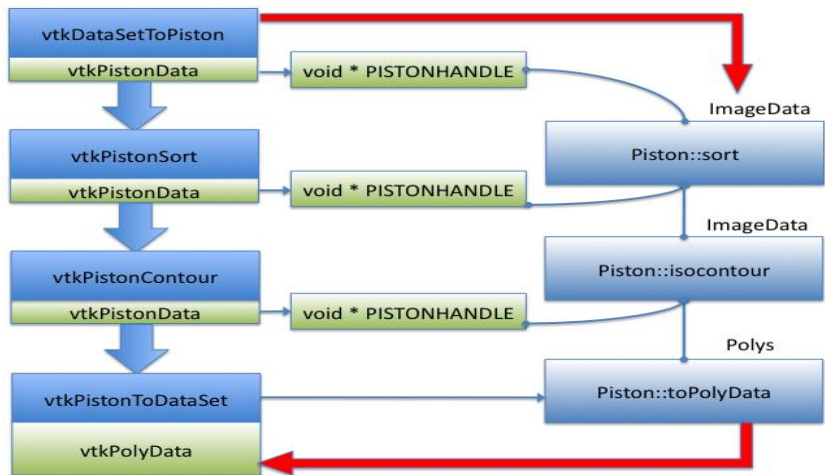 vtkDataSetToPiston
vtkPistonData
void * PISTONHANDLE
ImageData
Piston::sort
vtkPistonSort
vtkPistonData
void * PISTONHANDLE
ImageData
Piston::isocontour
vtkPistonContour
vtkPistonData
void * PISTONHANDLE
Polys
Piston::toPolyData
vtkPistonToDataSet
vtkPolyData